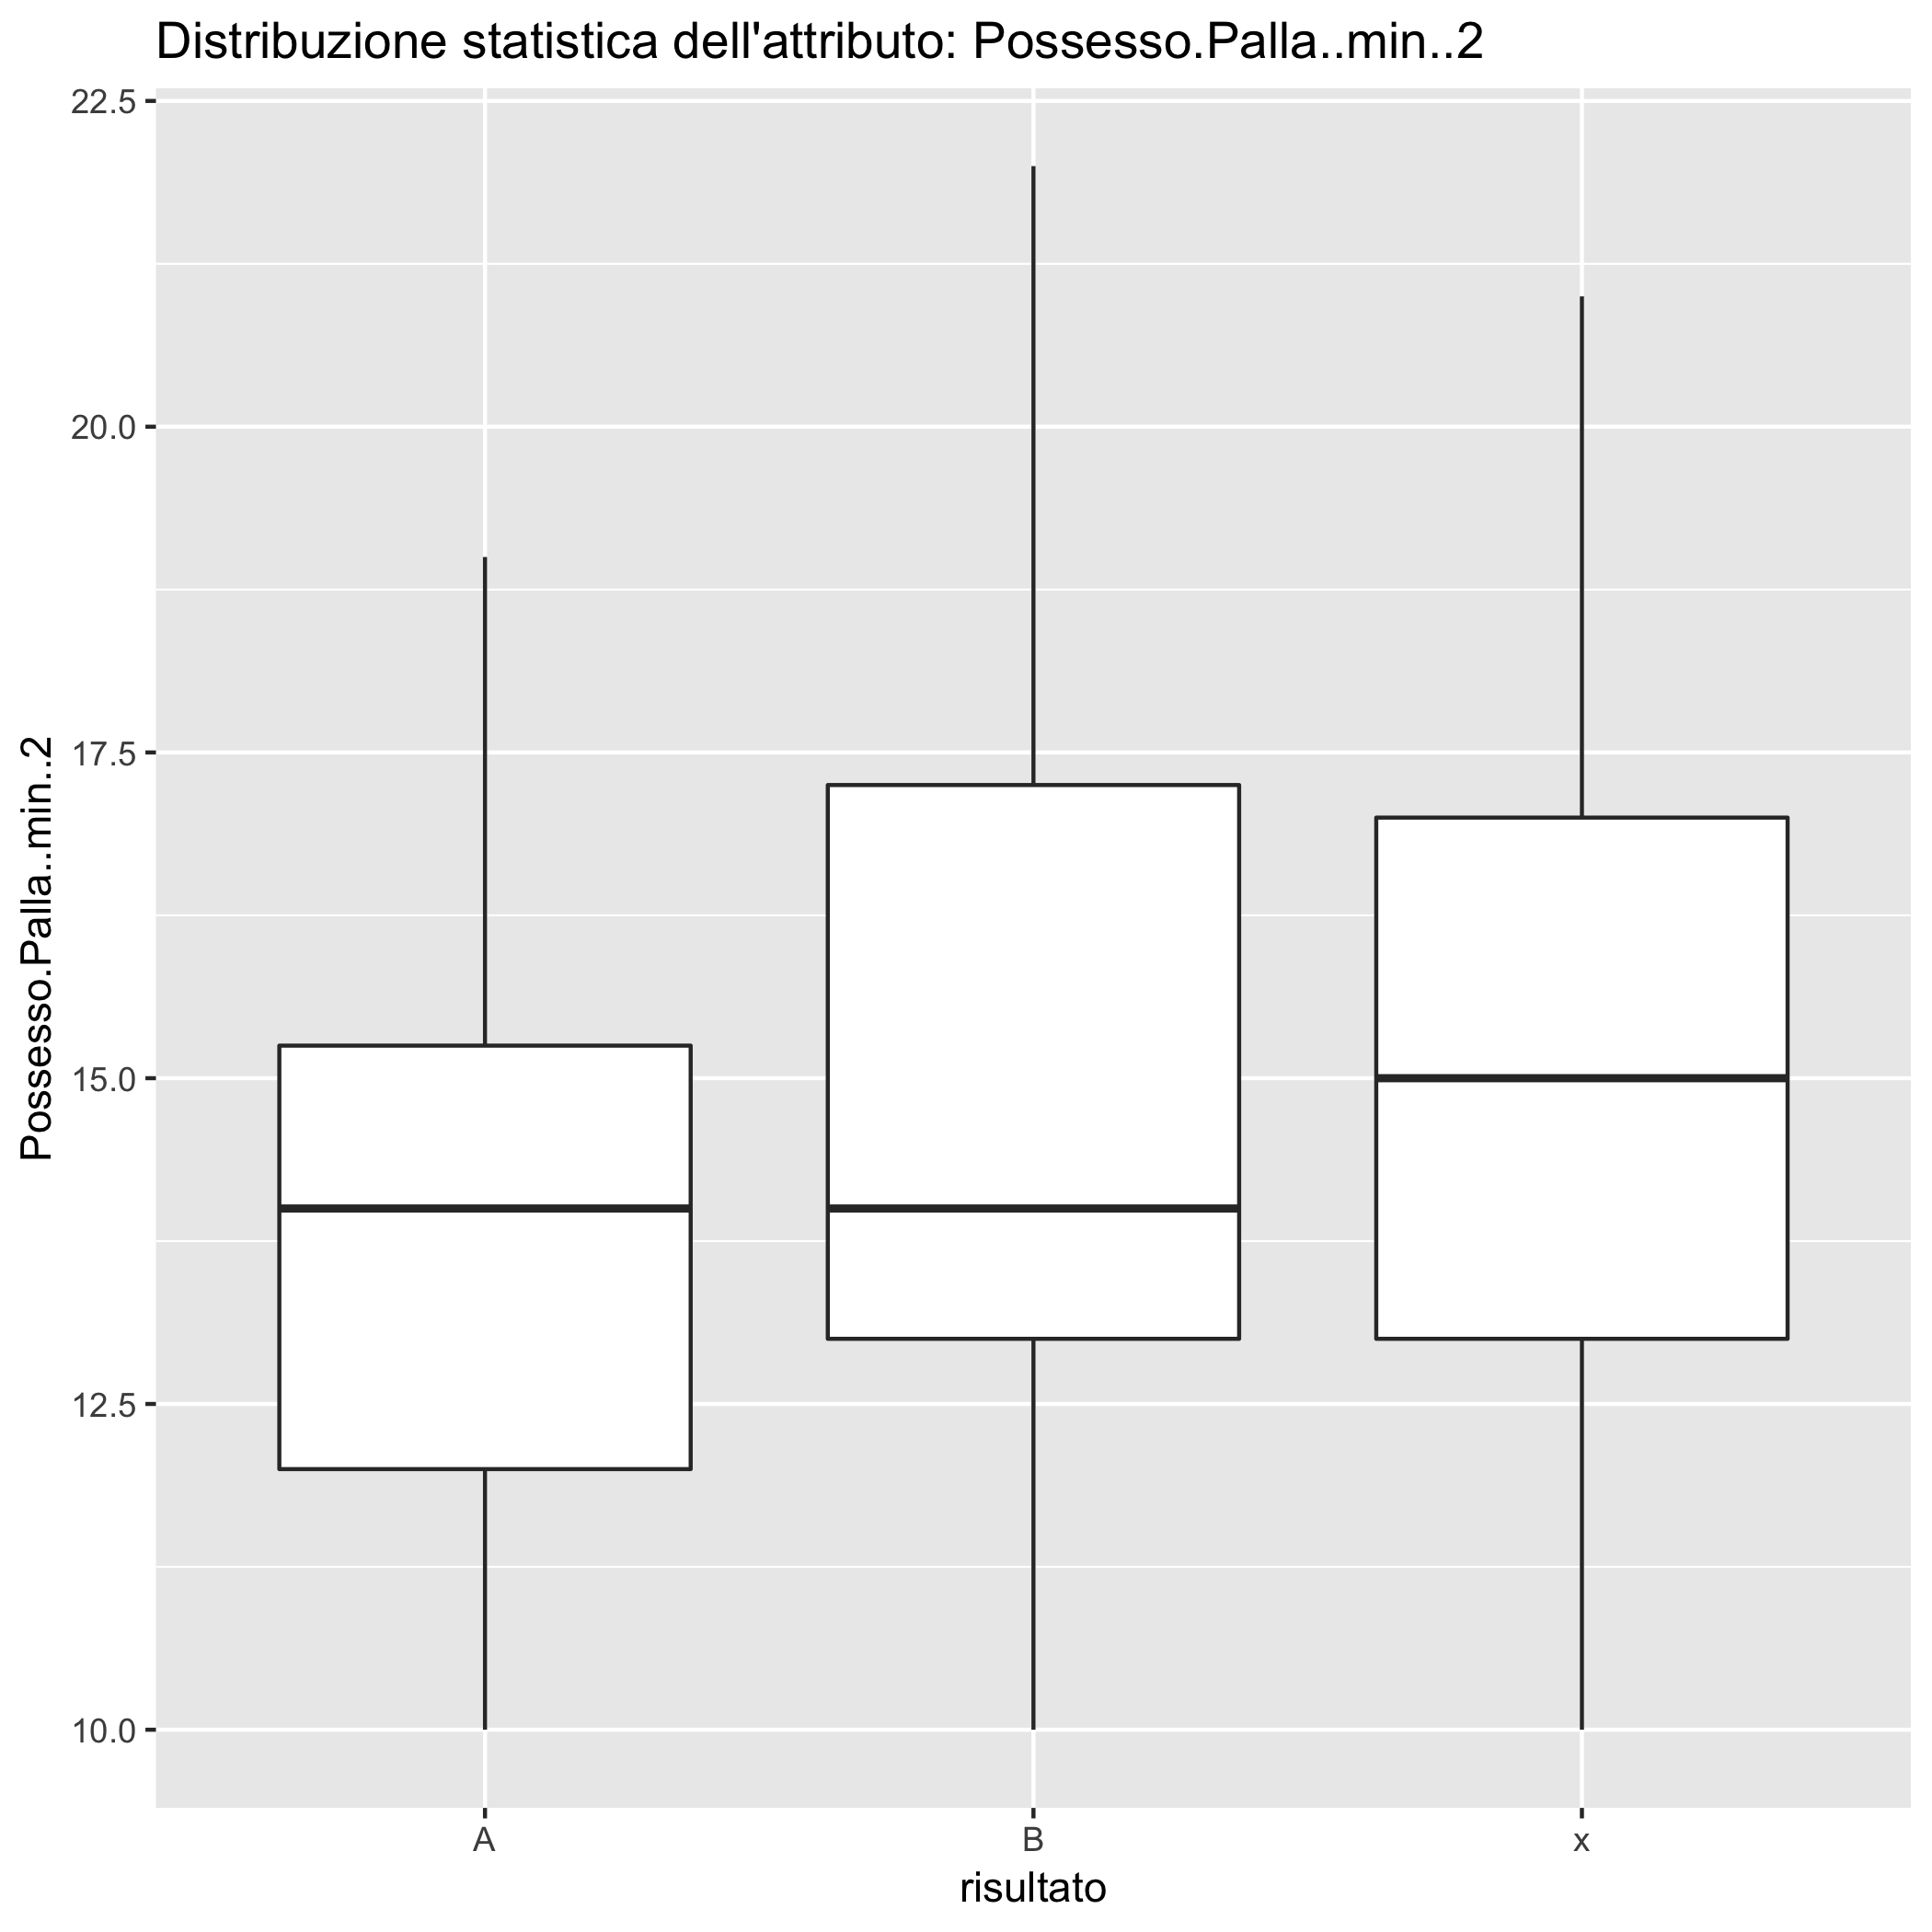 Distribuzione statistica dell'attributo: Possesso.Palla..min..2
Possesso.Palla..min..2
22.5
20.0
17.5
15.0
12.5
10.0
A B x
risultato